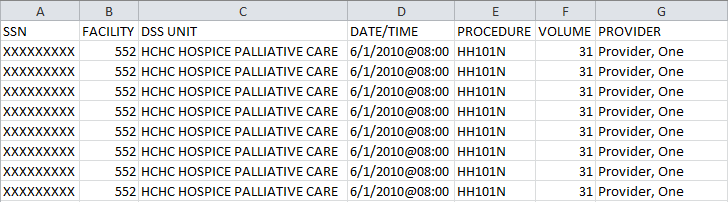 A B C D E F G
SSN FACILITY DSS UNIT DATE/TIME PROCEDURE VOLUME PROVIDER
XXXXXXXXX 552 HCHC HOSPICE PALLIATIVE CARE 6/1/2010@08:00 HH101N 31 Provider, One
XXXXXXXXX 552 HCHC HOSPICE PALLIATIVE CARE 6/1/2010@08:00 HH101N 31 Provider, One
XXXXXXXXX 552 HCHC HOSPICE PALLIATIVE CARE 6/1/2010@08:00 HH101N 31 Provider, One
XXXXXXXXX 552 HCHC HOSPICE PALLIATIVE CARE 6/1/2010@08:00 HH101N 31 Provider, One
XXXXXXXXX 552 HCHC HOSPICE PALLIATIVE CARE 6/1/2010@08:00 HH101N 31 Provider, One
XXXXXXXXX 552 HCHC HOSPICE PALLIATIVE CARE 6/1/2010@08:00 HH101N 31 Provider, One
XXXXXXXXX 552 HCHC HOSPICE PALLIATIVE CARE 6/1/2010@08:00 HH101N 31 Provider, One
XXXXXXXXX 552 HCHC HOSPICE PALLIATIVE CARE 6/1/2010@08:00 HH101N 31 Provider, One